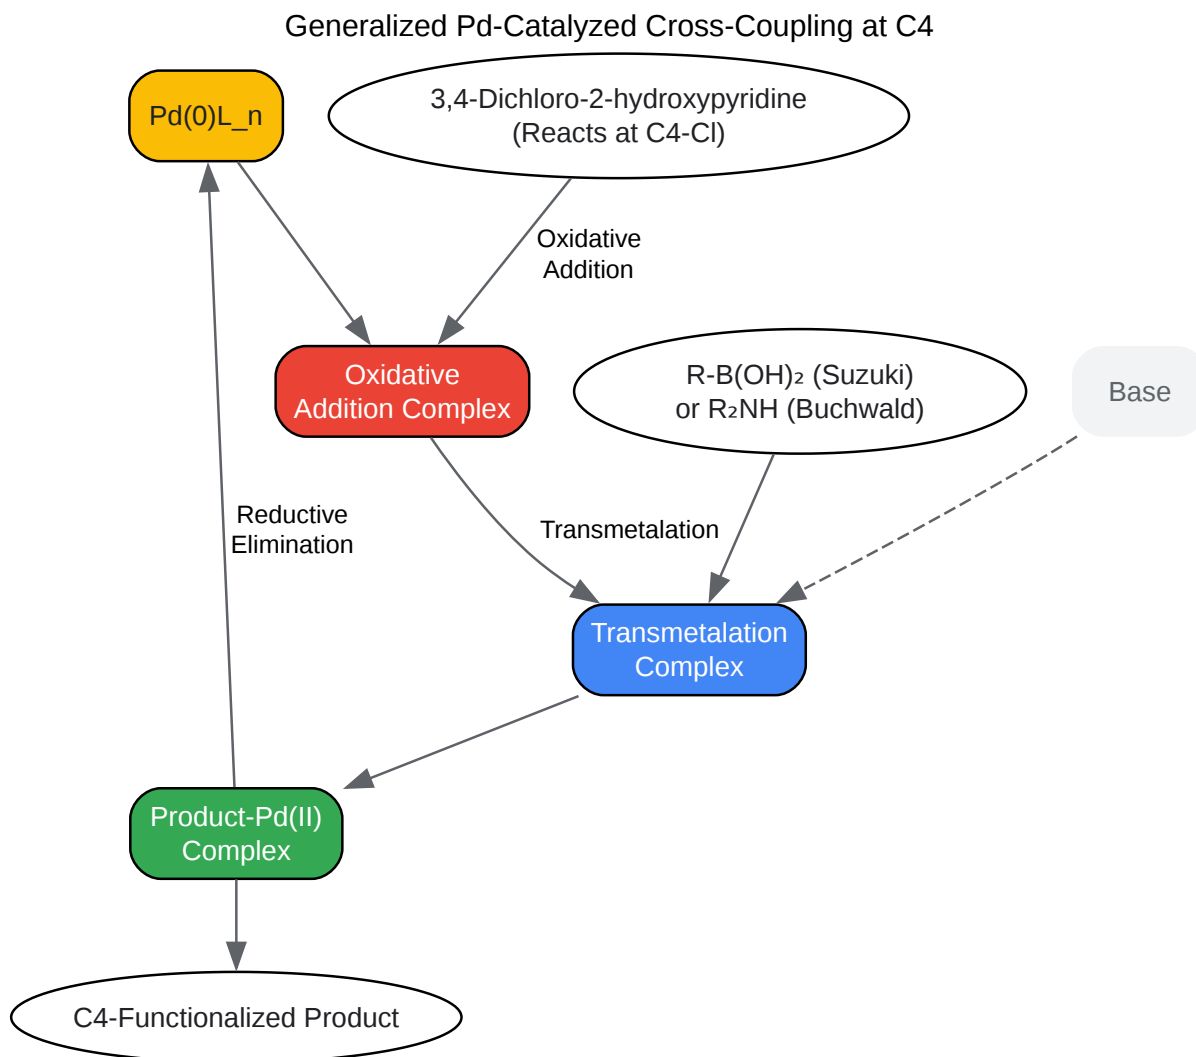 Generalized Pd-Catalyzed Cross-Coupling at C4
Pd(0)L_n
3,4-Dichloro-2-hydroxypyridine
(Reacts at C4-Cl)
Oxidative
Addition
Oxidative
Addition Complex
R-B(OH)₂ (Suzuki)
or R₂NH (Buchwald)
Base
Reductive
Elimination
Transmetalation
Transmetalation
Complex
Product-Pd(II)
Complex
C4-Functionalized Product